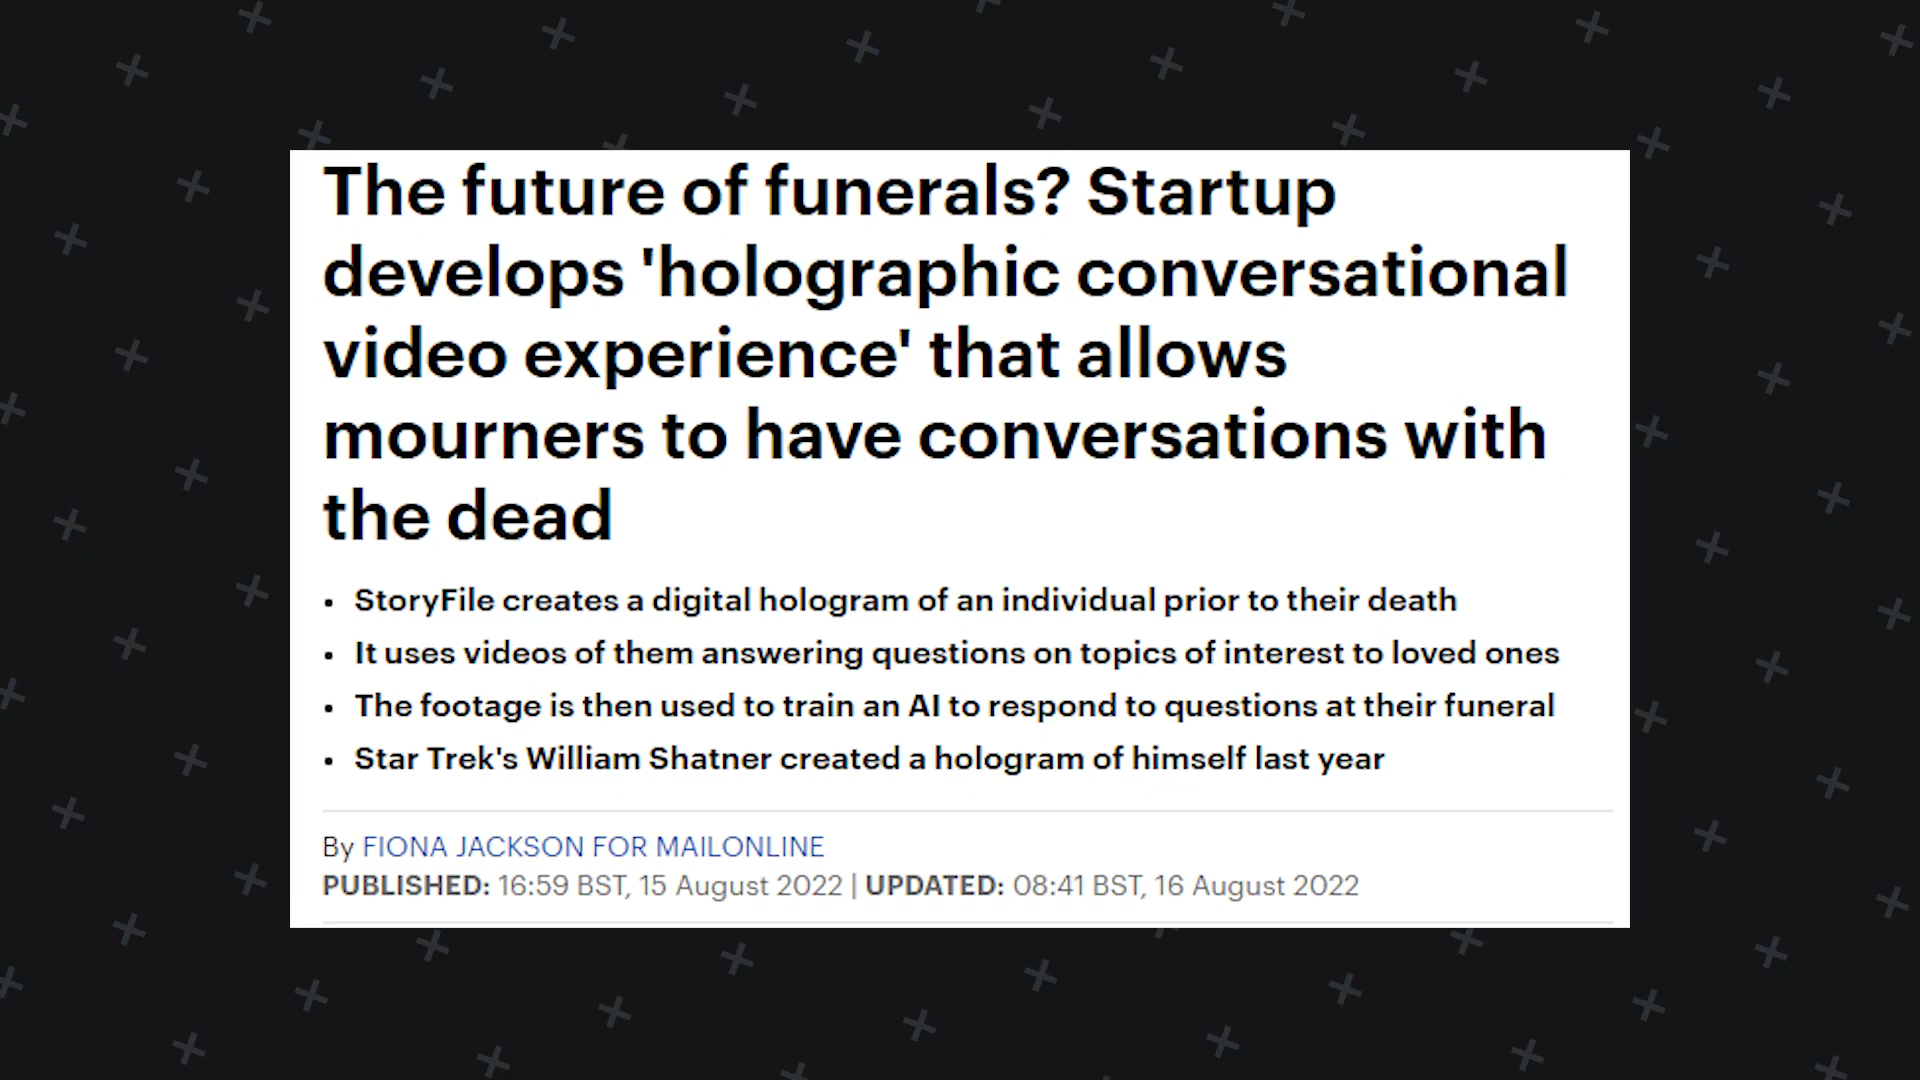 The future of funerals? Startup
develops 'holographic conversational
video experience' that allows
mourners to have conversations with
the dead
• StoryFile creates a digital hologram of an individual prior to their death
• It uses videos of them answering questions on topics of interest to loved ones
• The footage is then used to train an AI to respond to questions at their funeral
• Star Trek's William Shatner created a hologram of himself last year
By FIONA JACKSON FOR MAILONLINE
PUBLISHED: 16:59 BST, 15 August 2022 | UPDATED: 08:41 BST, 16 August 2022